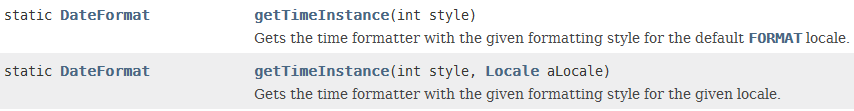 static DateFormat getTimeInstance(int style)
Gets the time formatter with the given formatting style for the default FORMAT locale.
static DateFormat getTimeInstance(int style, Locale aLocale)
Gets the time formatter with the given formatting style for the given locale.